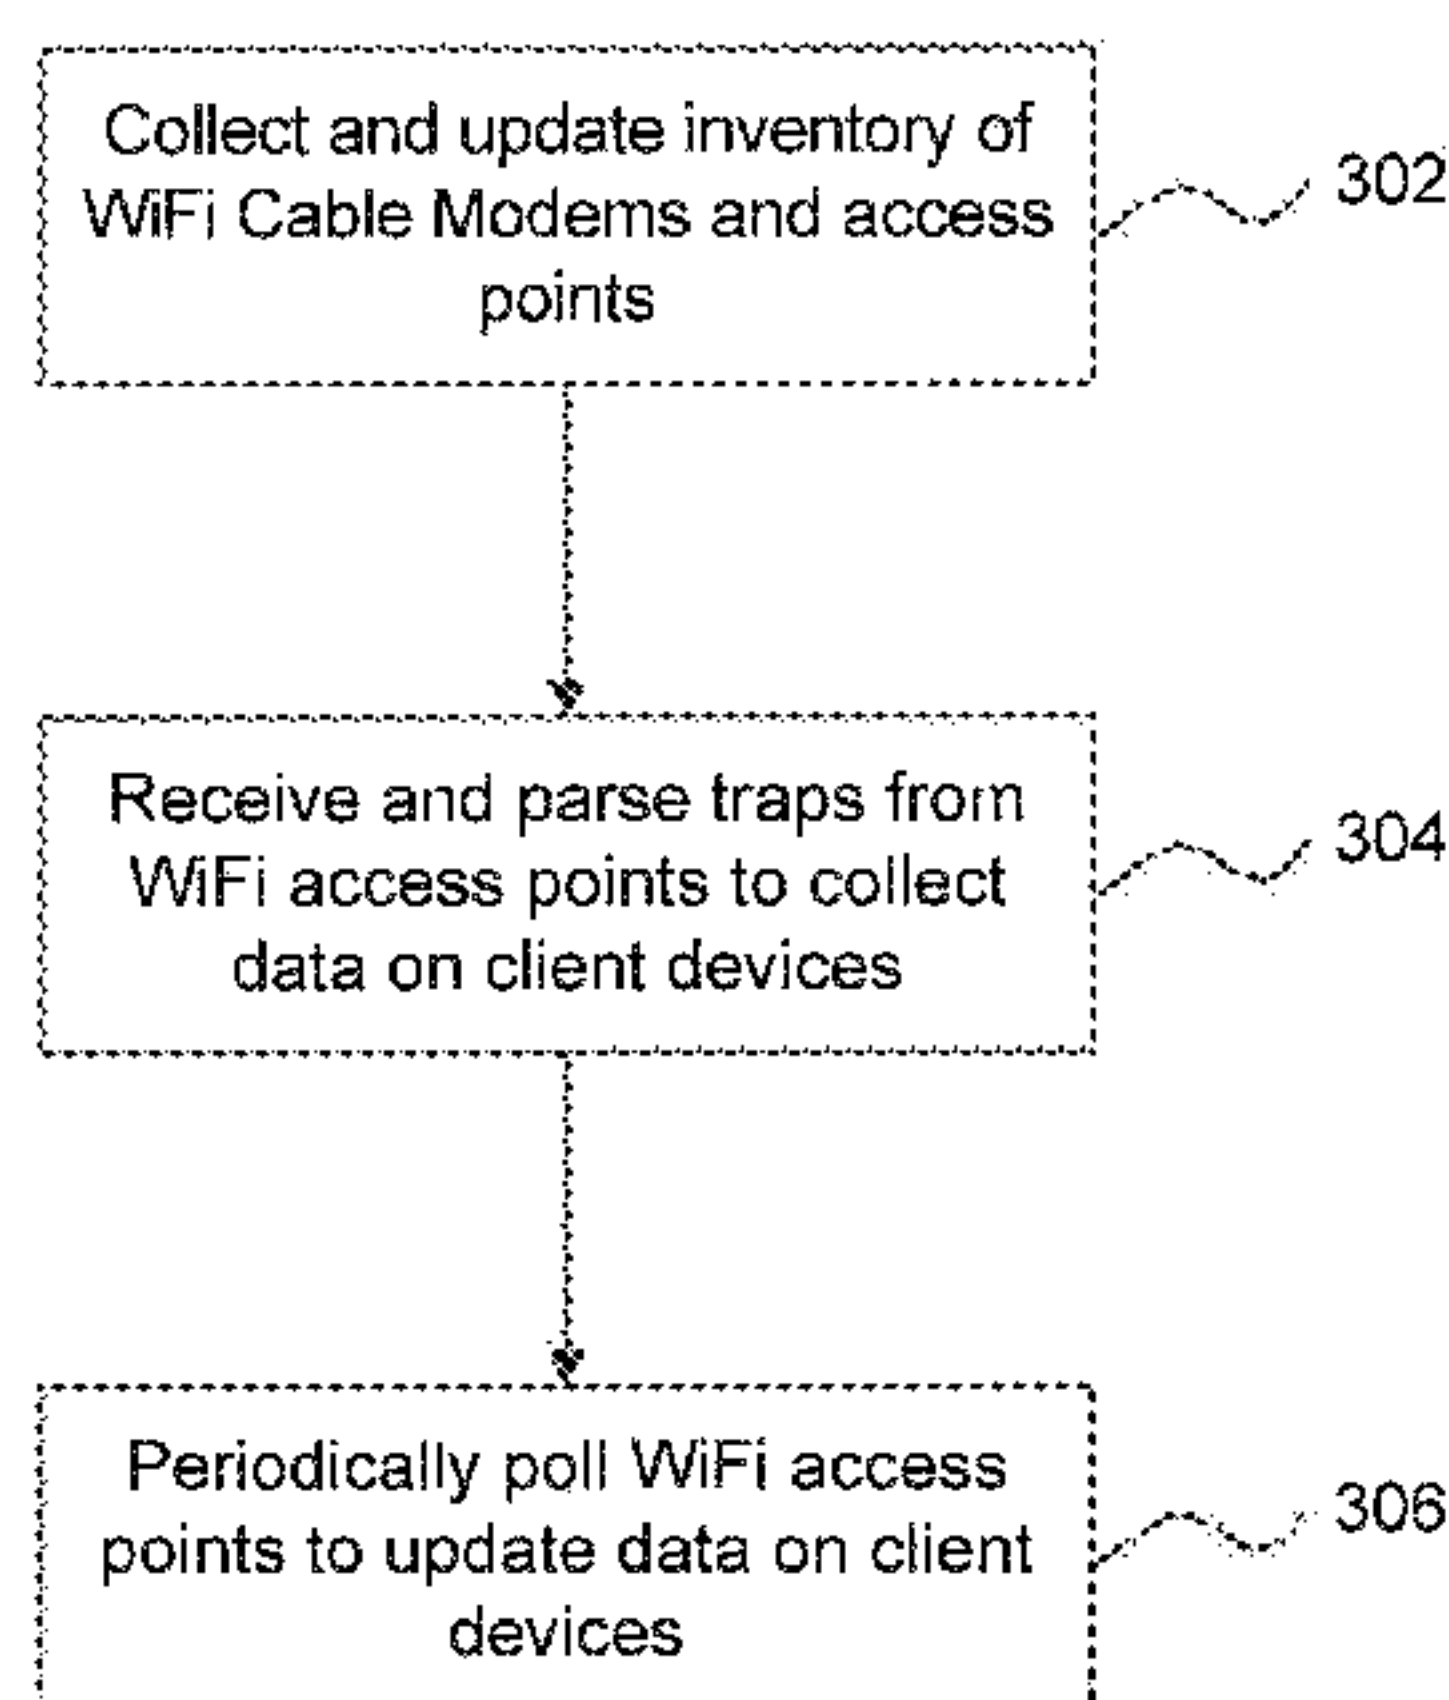 Collect and update inventory of
WiFi Cable Modems and access
points
302
Receive and parse traps from
WiFi access points to collect
data on client devices
304
Periodically poll WiFi access
points to update data on client
devices
306